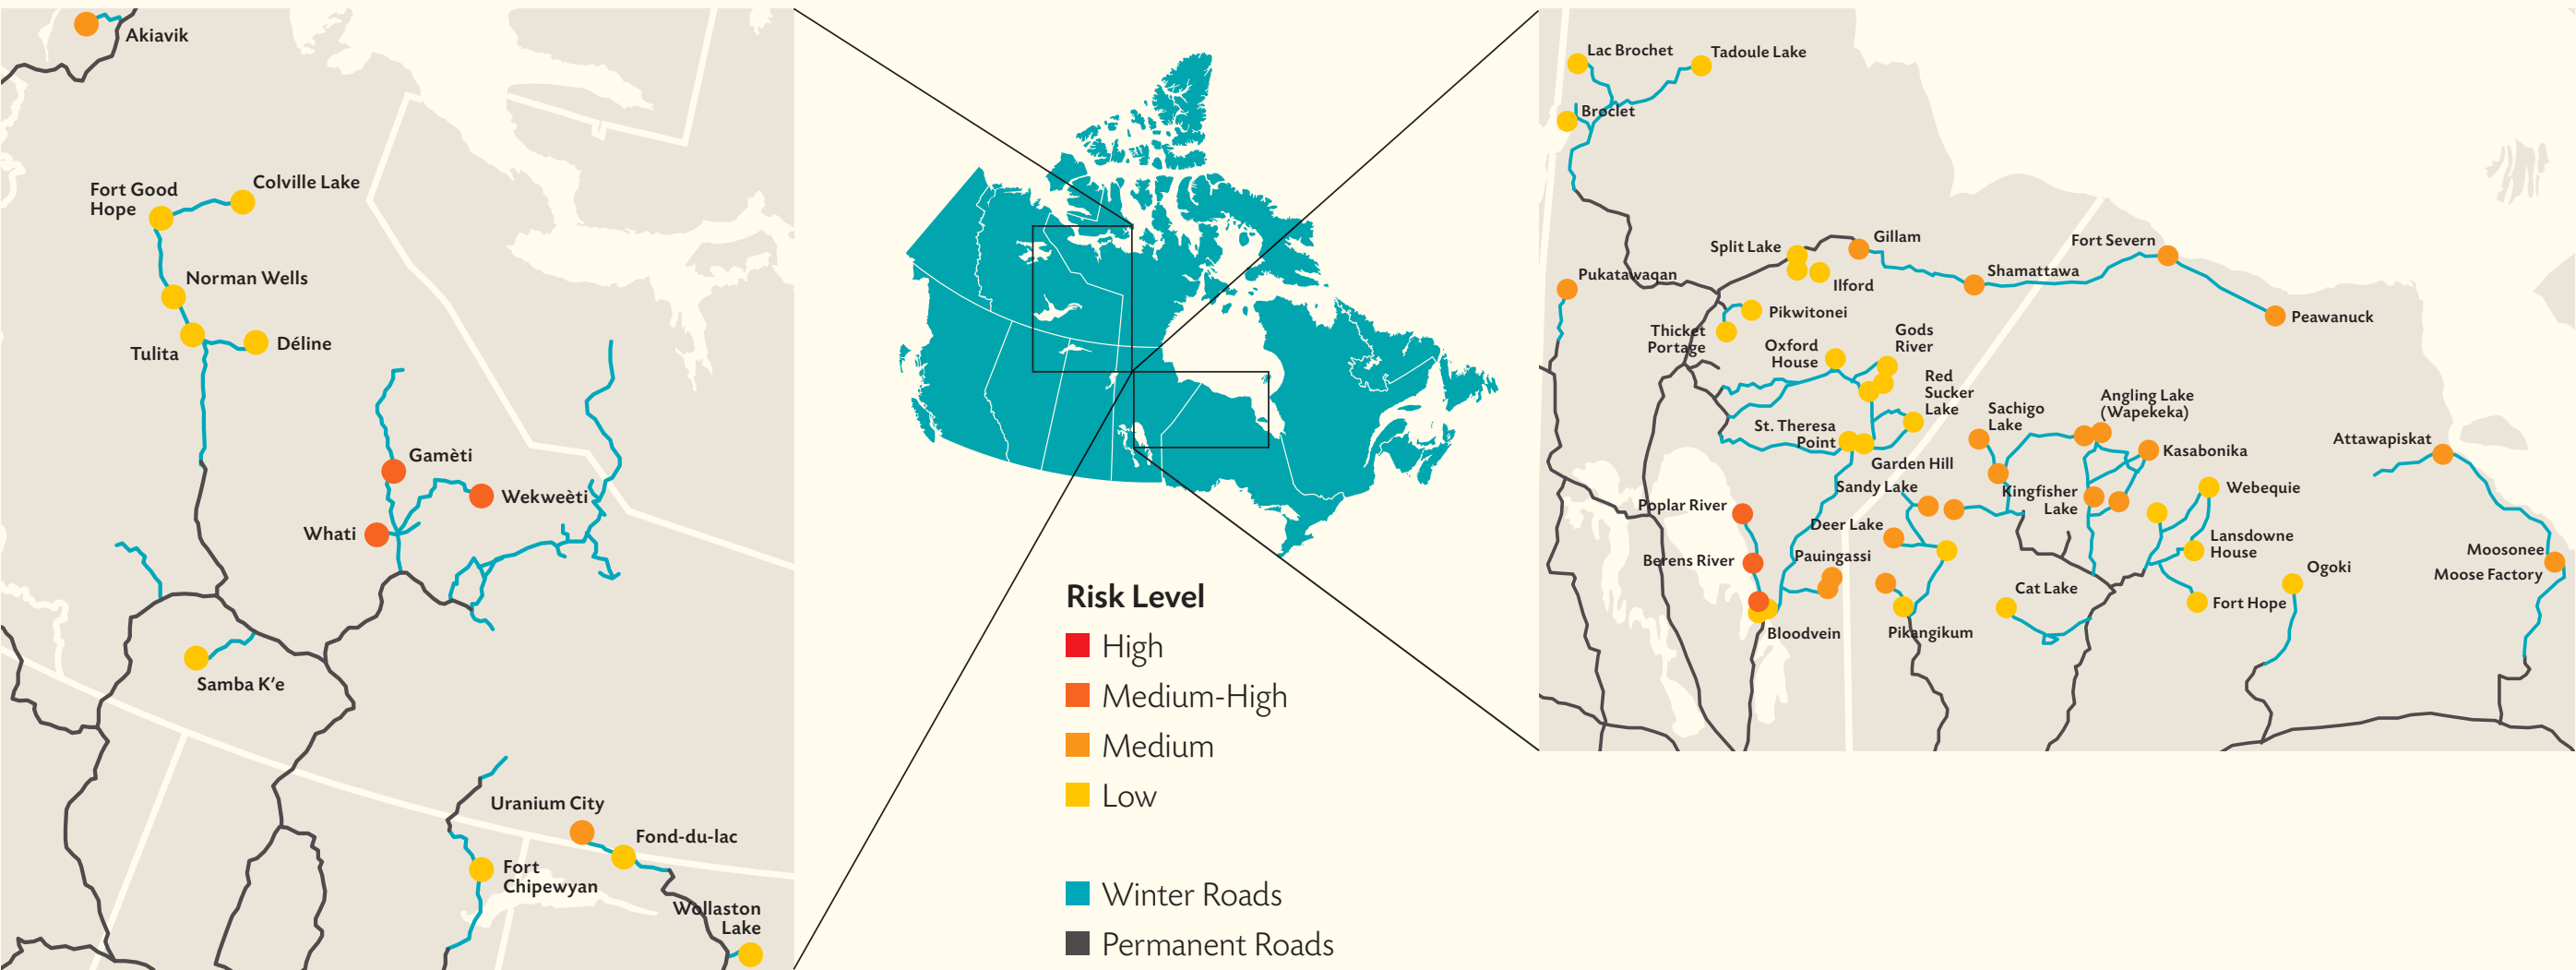 Akiavik
Fort Good
Hope
Colville Lake
Norman Wells
Tulita
Déline
Gamèti
Wekweèti
Whati
Samba K'e
Uranium City
Fond-du-lac
Fort
Chipewyan
Wollaston
Lake
Risk Level
High
Medium-High
Medium
Low
Winter Roads
Permanent Roads
Lac Brochet
Tadoule Lake
Broclet
Split Lake
Gillam
Fort Severn
Pukatawagan
Shamattawa
Ilford
Pikwitonei
Peawanuck
Thicket
Portage
Oxford
House
Gods
River
Red
Sucker
Lake
St. Theresa
Point
Garden Hill
Sachigo
Lake
Angling Lake
(Wapekeka)
Attawapiskat
Kasabonika
Sandy Lake
Kingfisher
Lake
Webequie
Poplar River
Deer Lake
Lansdowne
House
Berens River
Pauingassi
Moosonee
Moose Factory
Ogoki
Cat Lake
Fort Hope
Bloodvein
Pikangikum